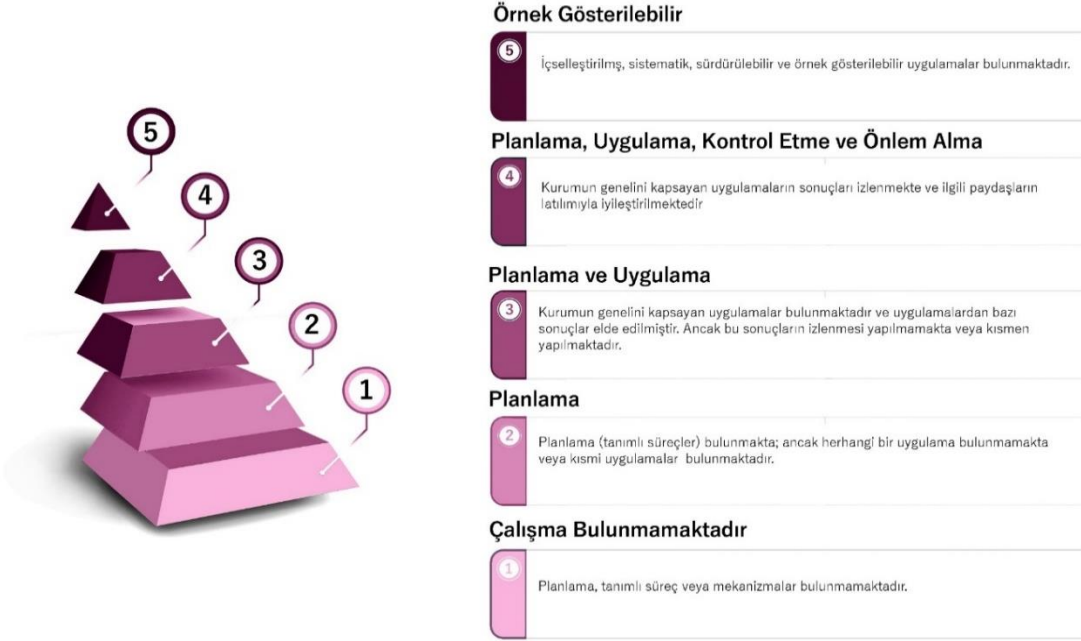 5
4
3
2
1
Örnek Gösterilebilir
5
İçselleştirilmş, sistematik, sürdürülebilir ve örnek gösterilebilir uygulamalar bulunmaktadır.
Planlama, Uygulama, Kontrol Etme ve Önlem Alma
4
Kurumun genelini kapsayan uygulamaların sonuçları izlenmekte ve ilgili paydaşların
latılımıyla iyileştirilmektedir
Planlama ve Uygulama
3
Kurumun genelini kapsayan uygulamalar bulunmaktadır ve uygulamalardan bazı
sonuçlar elde edilmiştir. Ancak bu sonuçların izlenmesi yapılmamakta veya kısmen
yapılmaktadır.
Planlama
2
Planlama (tanımlı süreçler) bulunmakta; ancak herhangi bir uygulama bulunmamakta
veya kısmi uygulamalar bulunmaktadır.
Çalışma Bulunmamaktadır
1
Planlama, tanımlı süreç veya mekanizmalar bulunmamaktadır.